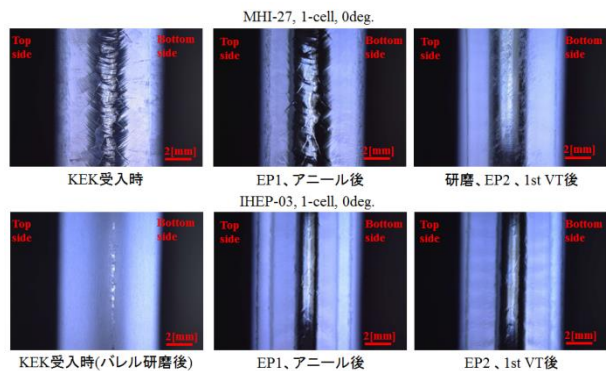 MHI-27, 1-cell, 0deg.
Top side
Bottom side
2[mm]
Top side
Bottom side
2[mm]
Top side
Bottom side
2[mm]
KEK受入時
EP1、アニール後
研磨、EP2 、1st VT後
IHEP-03, 1-cell, 0deg.
Top side
Bottom side
2[mm]
Top side
Bottom side
2[mm]
Top side
Bottom side
2[mm]
KEK受入時(バレル研磨後)
EP1、アニール後
EP2 、1st VT後